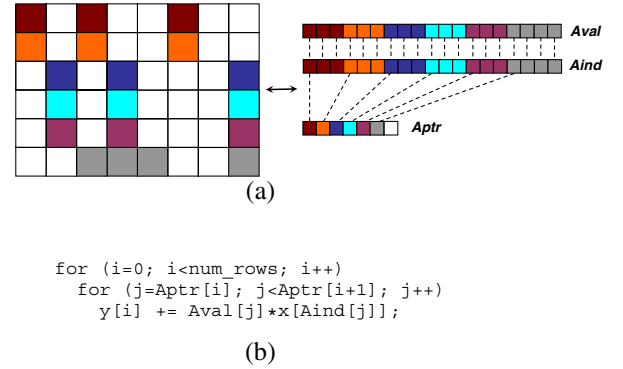 Aval
Aind
Aptr
(a)
for (i=0; i<num_rows; i++)
for (j=Aptr[i]; j<Aptr[i+1]; j++)
y[i] += Aval[j]*x[Aind[j]];
(b)